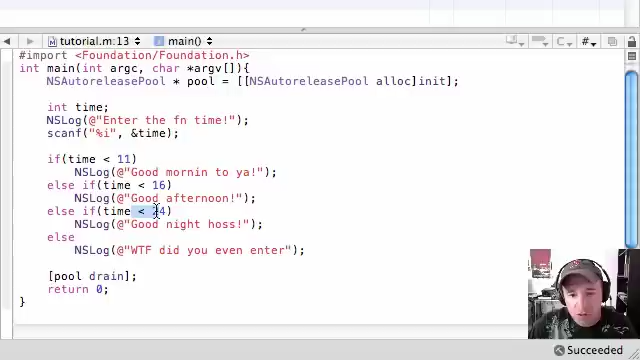 tutorial.m:13 main() #
#import <Foundation/Foundation.h>
int main(int argc, char *argv[]){
NSAutoreleasePool * pool = [[NSAutoreleasePool alloc]init];
int time;
NSLog(@"Enter the fn time!");
scanf("%i", &time);
if(time < 11)
NSLog(@"Good mornin to ya!");
else if(time < 16)
NSLog(@"Good afternoon!");
else if(time < 24)
NSLog(@"Good night hoss!");
else
NSLog(@"WTF did you even enter");
[pool drain];
return 0;
}
Succeeded